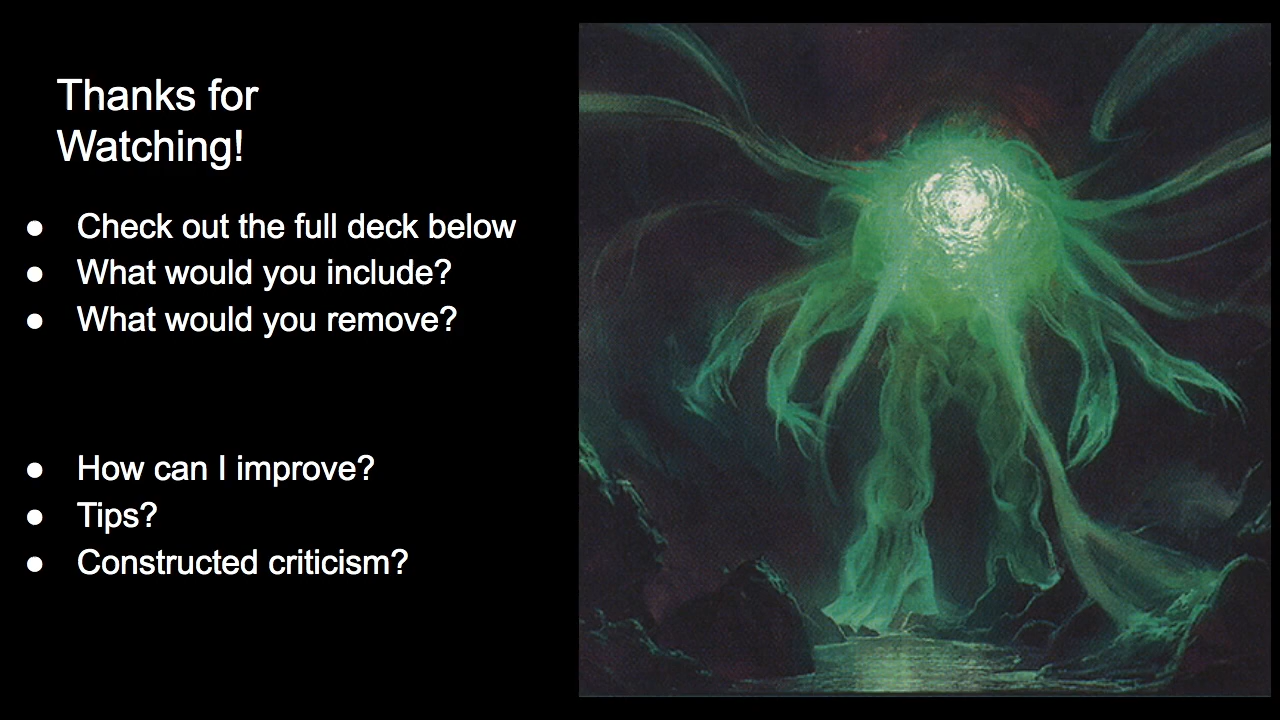 Thanks for
Watching!
● Check out the full deck below
● What would you include?
● What would you remove?
● How can I improve?
● Tips?
● Constructed criticism?